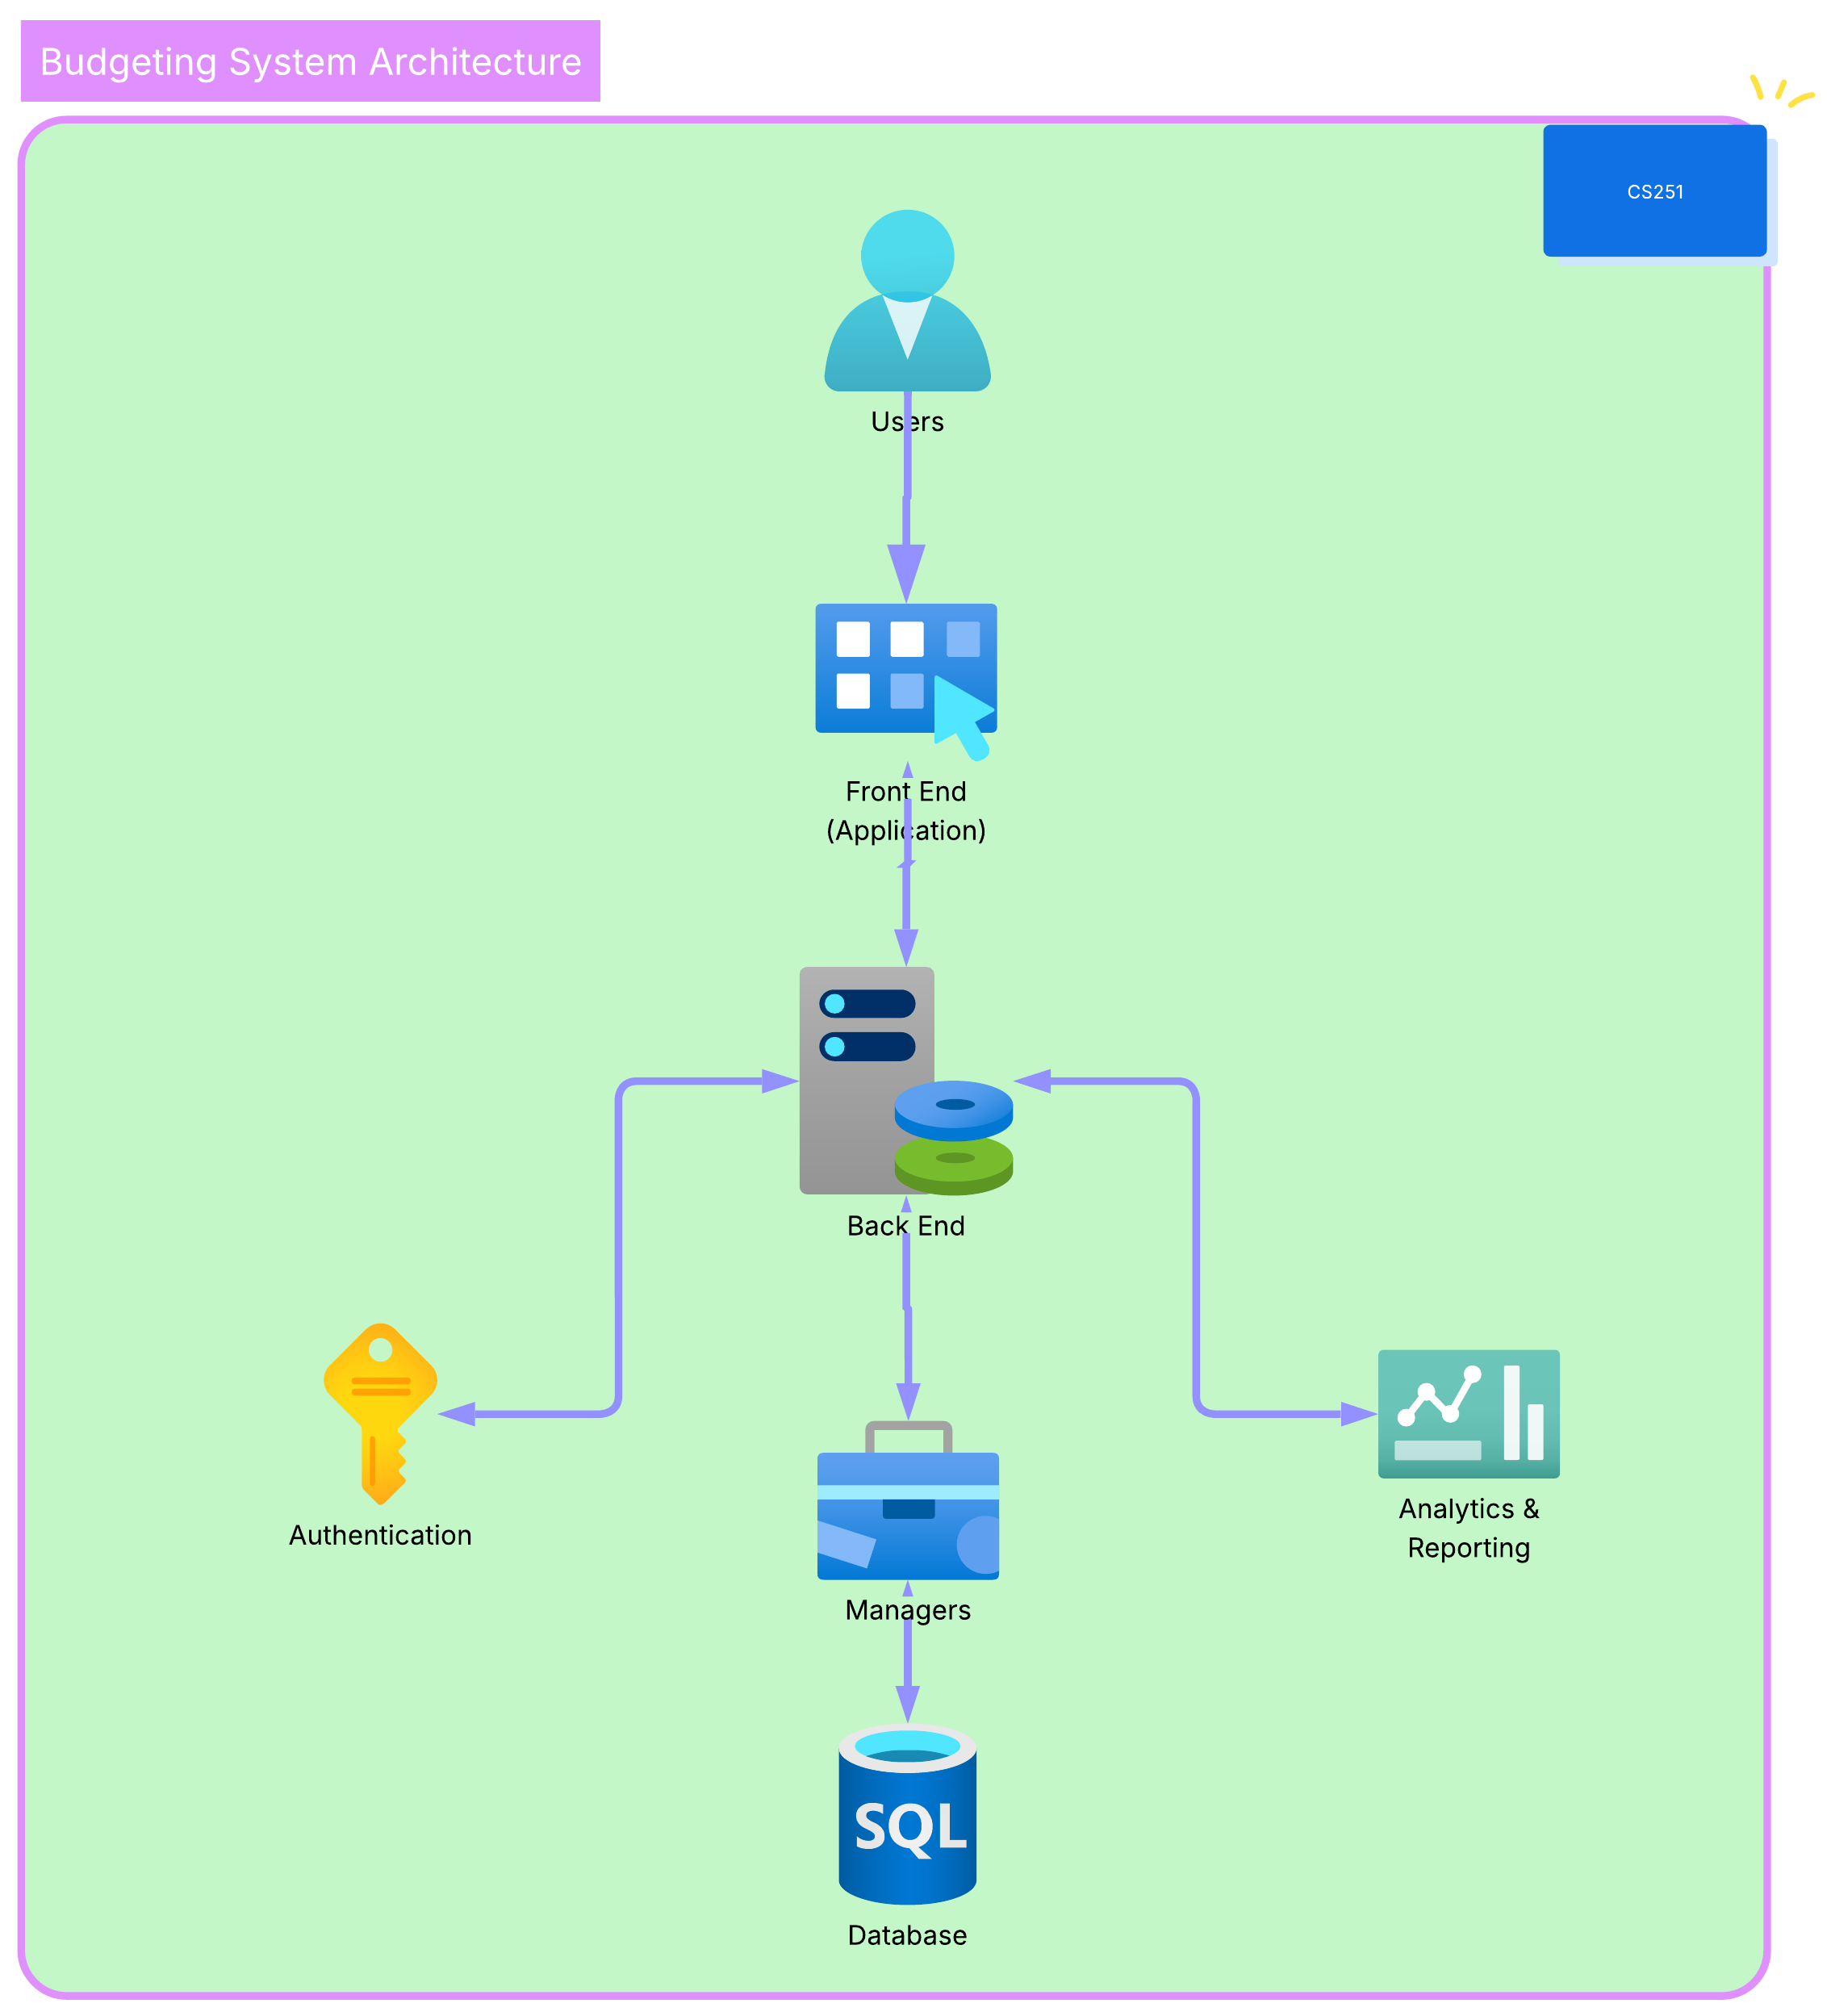 Budgeting System Architecture
CS251
Users
Front End
(Application)
Back End
Authentication
Analytics &
Reporting
Managers
SQL
Database